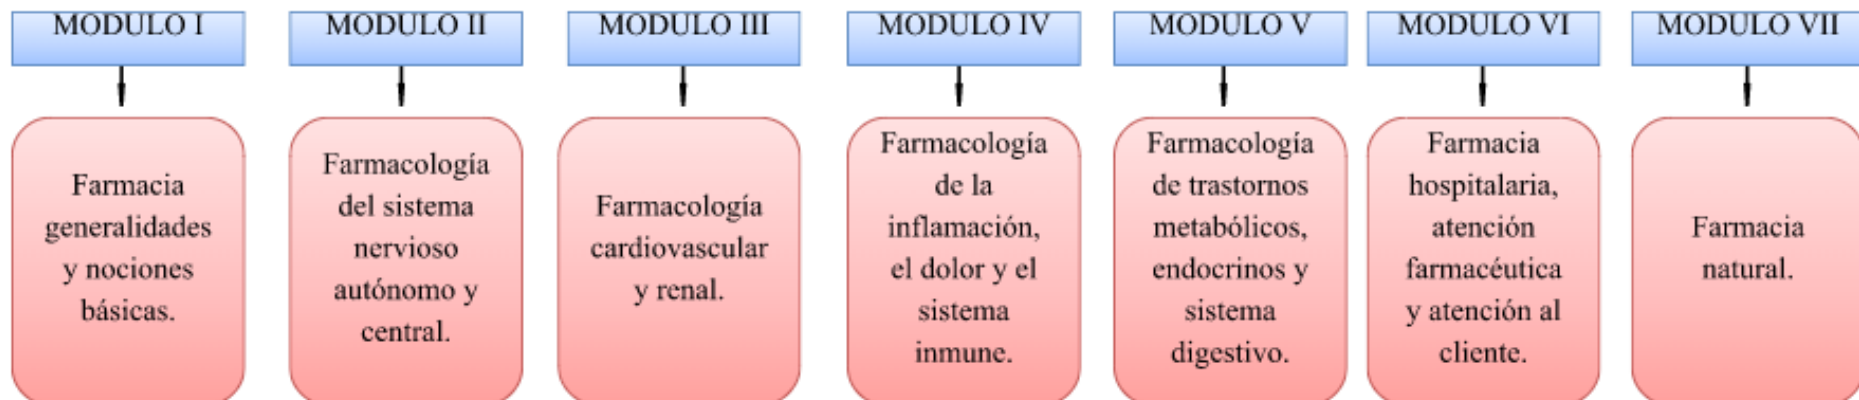 MODULO I
Farmacia
generalidades
y nociones
básicas.
MODULO II
Farmacología
del sistema
nervioso
autónomo y
central.
MODULO III
Farmacología
cardiovascular
y renal.
MODULO IV
Farmacología
de la
inflamación,
el dolor y el
sistema
inmune.
MODULO V
Farmacología
de trastornos
metabólicos,
endocrinos y
sistema
digestivo.
MODULO VI
Farmacia
hospitalaria,
atención
farmacéutica
y atención al
cliente.
MODULO VII
Farmacia
natural.